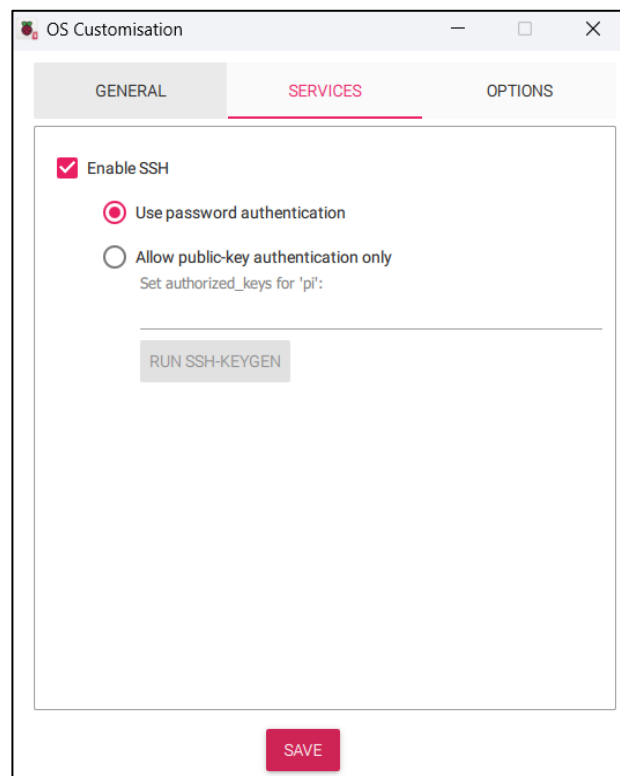 OS Customisation
GENERAL SERVICES OPTIONS
Enable SSH
Use password authentication
Allow public-key authentication only
Set authorized_keys for 'pi':
RUN SSH-KEYGEN
SAVE